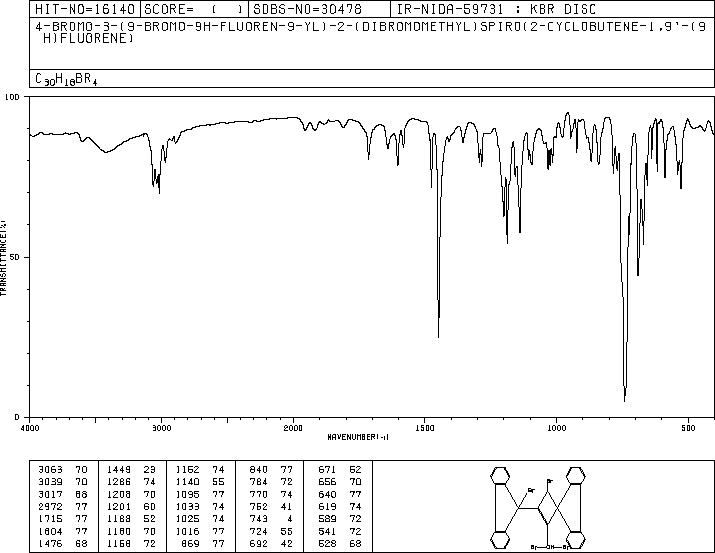 HIT-NO=16140 SCORE= ( ) SDBS-NO=30478 IR-NIDA-59731 : KBR DISC
4-BROMO-3-(9-BROMO-9H-FLUOREN-9-YL)-2-(DIBROMOMETHYL)SPIRO(2-CYCLOBUTENE-1,9'-(9
H)FLUORENE)
C30H18BR4
100
50
0
TRANSMITTANCE(%)
4000 3000 2000 1500 1000 500
WAVENUMBER(-1)
3063 70 1449 23 1152 74 840 77 671 52
3039 70 1286 74 1140 55 784 72 656 70
3017 68 1208 70 1095 77 770 74 640 77
2972 77 1201 60 1033 74 752 41 619 74
1715 77 1188 52 1025 74 743 4 589 72
1604 77 1180 70 1016 77 724 55 541 72
1476 68 1158 72 869 77 692 42 528 68
Br
Br
Br CH Br